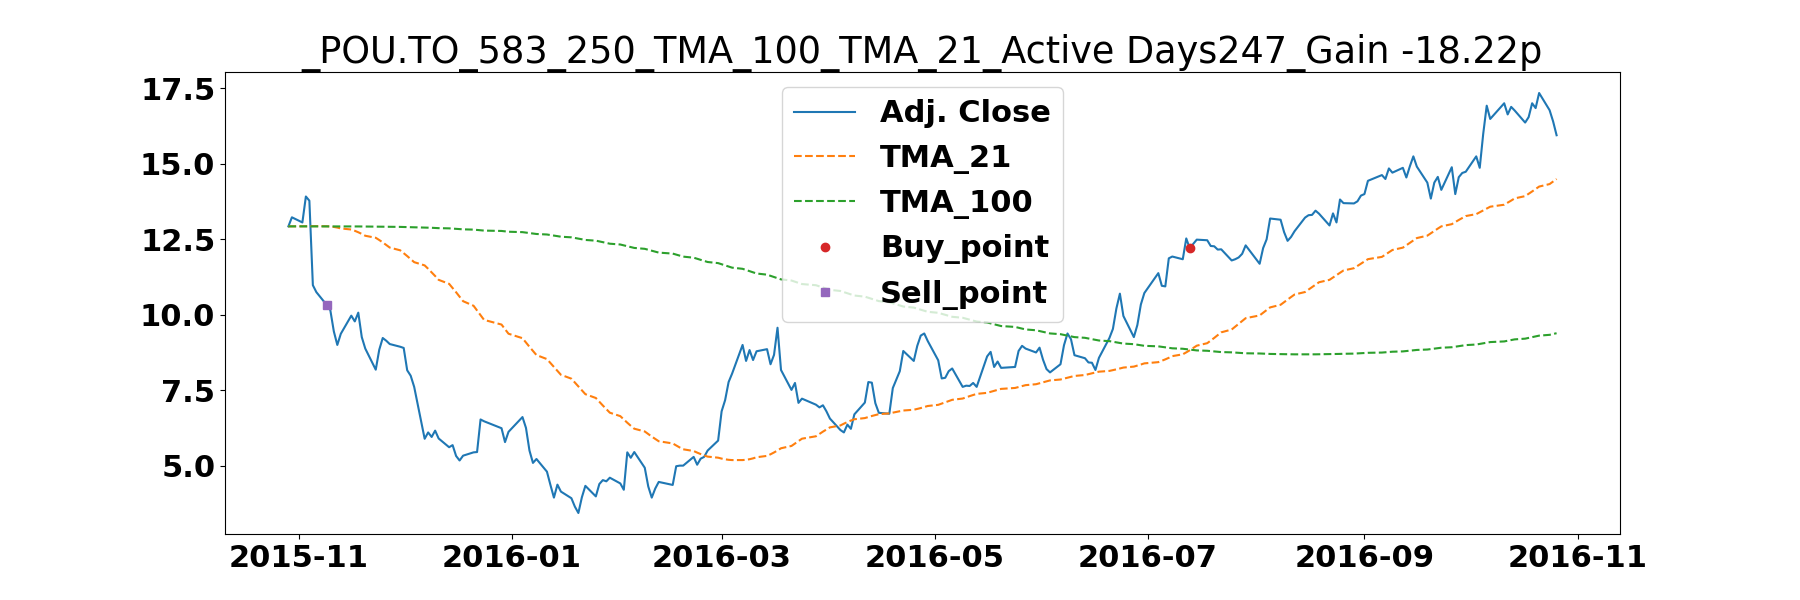 _POU.TO_583_250_TMA_100_TMA_21_Active Days247_Gain -18.22p
17.5
15.0
12.5
10.0
7.5
5.0
Adj. Close
TMA_21
TMA_100
Buy_point
Sell_point
2015-11 2016-01 2016-03 2016-05 2016-07 2016-09 2016-11